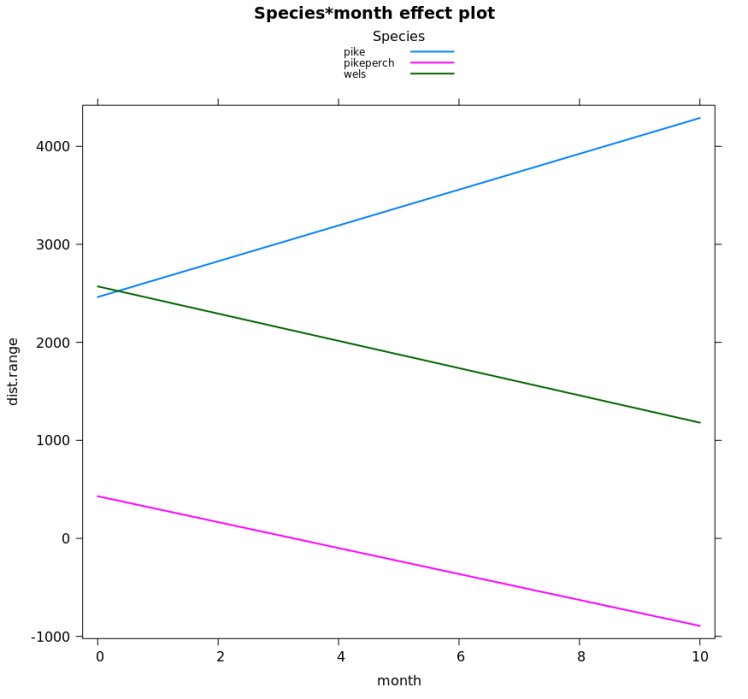 Species*month effect plot
Species
pike
pikeperch
wels
4000
3000
2000
1000
0
-1000
dist.range
0 2 4 6 8 10
month